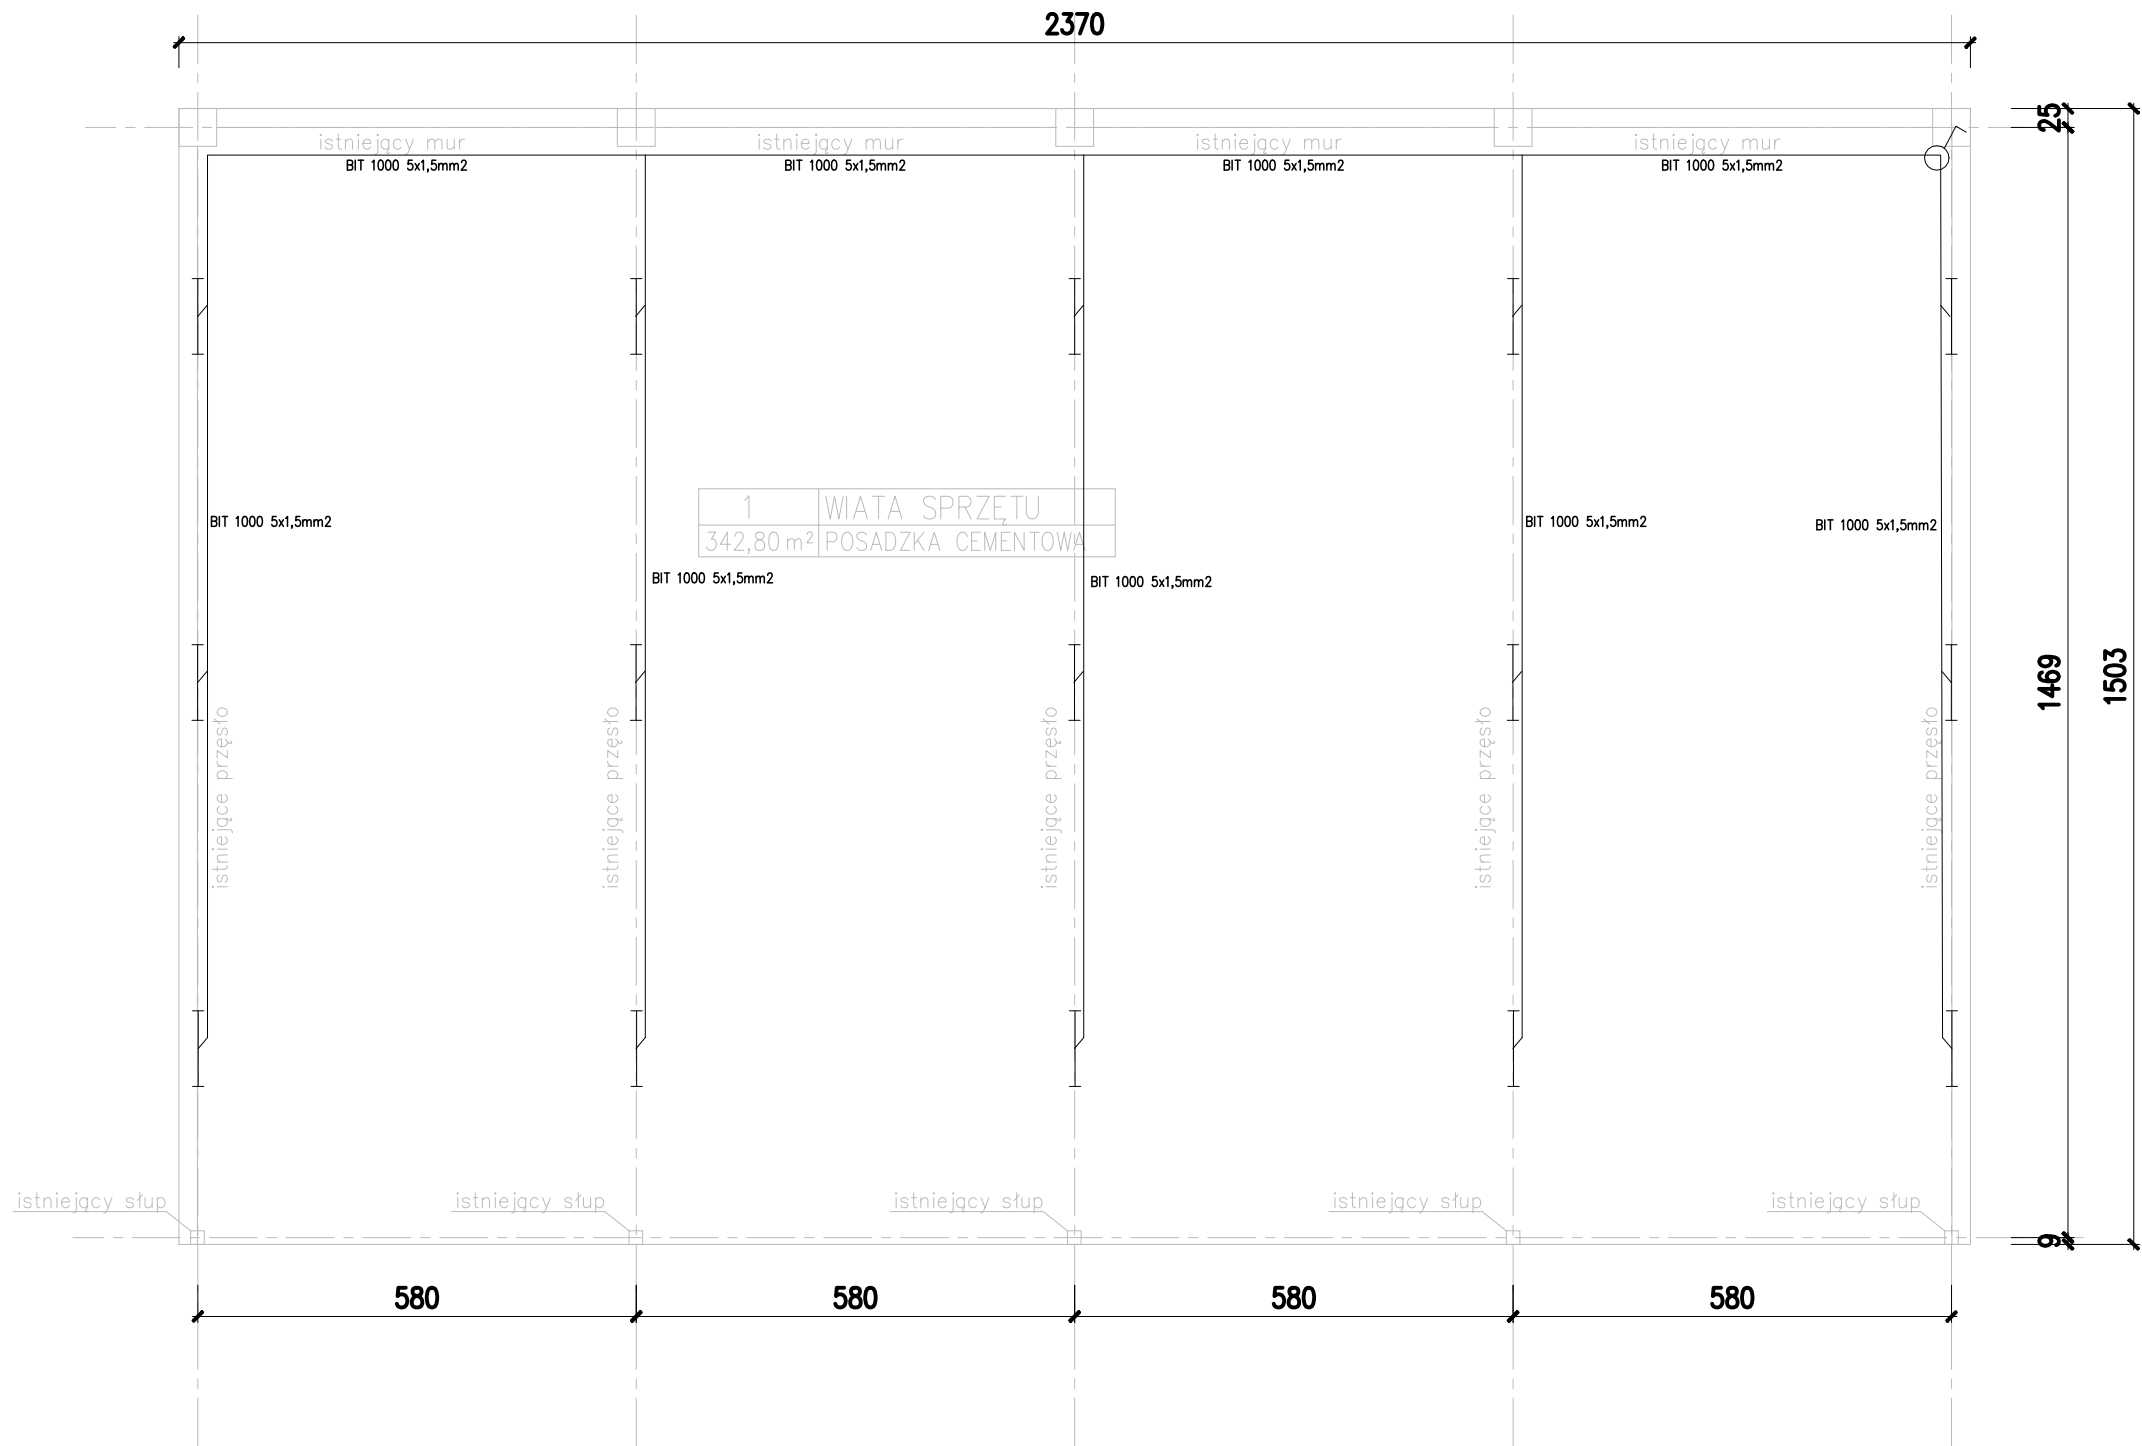 2370
25
istniejący mur
istniejący mur
istniejący mur
istniejący mur
BIT 1000 5x1,5mm2
BIT 1000 5x1,5mm2
BIT 1000 5x1,5mm2
BIT 1000 5x1,5mm2
1 WIATA SPRZĘTU
342,80 m² POSADZKA CEMENTOWA
BIT 1000 5x1,5mm2
BIT 1000 5x1,5mm2
BIT 1000 5x1,5mm2
BIT 1000 5x1,5mm2
BIT 1000 5x1,5mm2
1469
1503
istniejące przęsło
istniejące przęsło
istniejące przęsło
istniejące przęsło
istniejące przęsło
istniejący słup
istniejący słup
istniejący słup
istniejący słup
istniejący słup
9
580
580
580
580